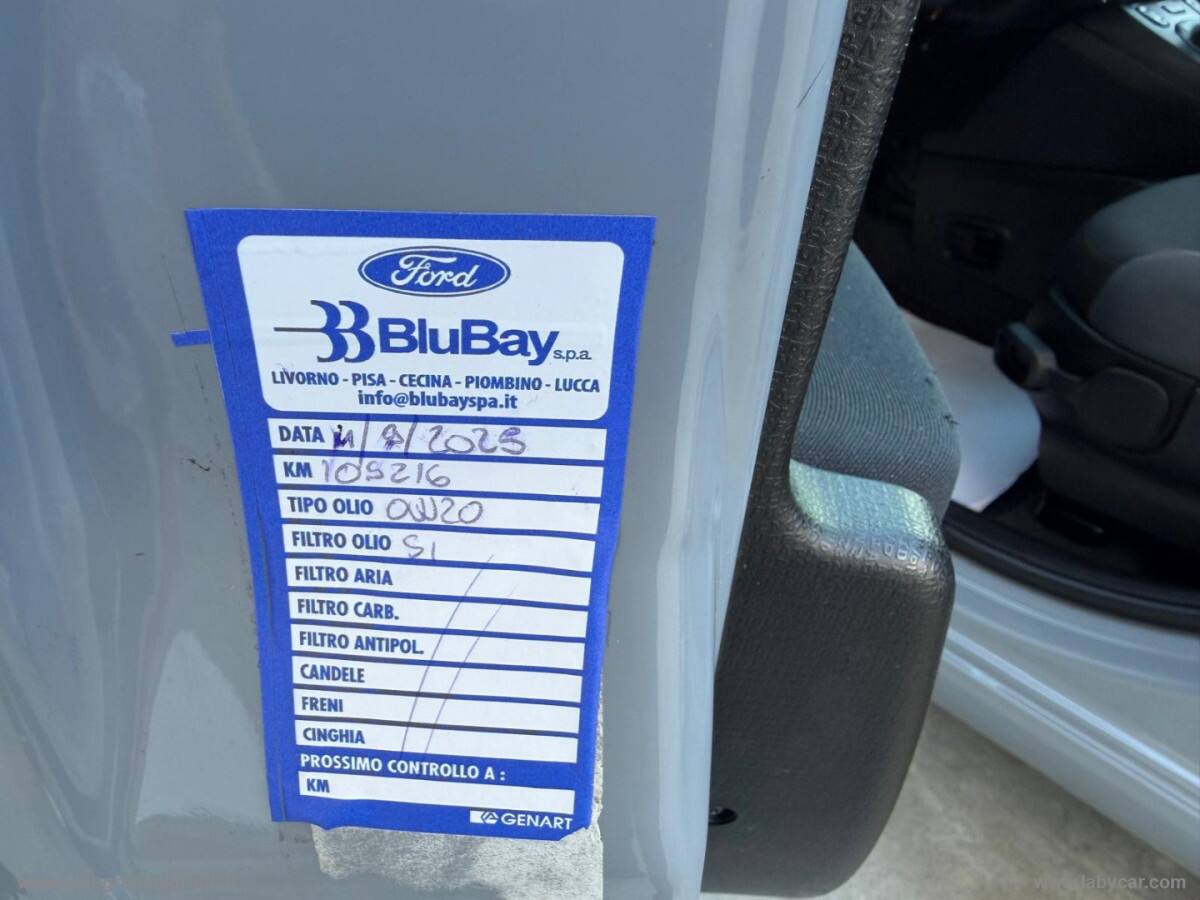 Ford
BluBay s.p.a.
LIVORNO - PISA - CECINA - PIOMBINO - LUCCA
info@blubayspa.it
DATA /9/2025
KM 105216
TIPO OLIO 0W20
FILTRO OLIO SI
FILTRO ARIA
FILTRO CARB.
FILTRO ANTIPOL.
CANDELE
FRENI
CINGHIA
PROSSIMO CONTROLLO A :
KM
GENART